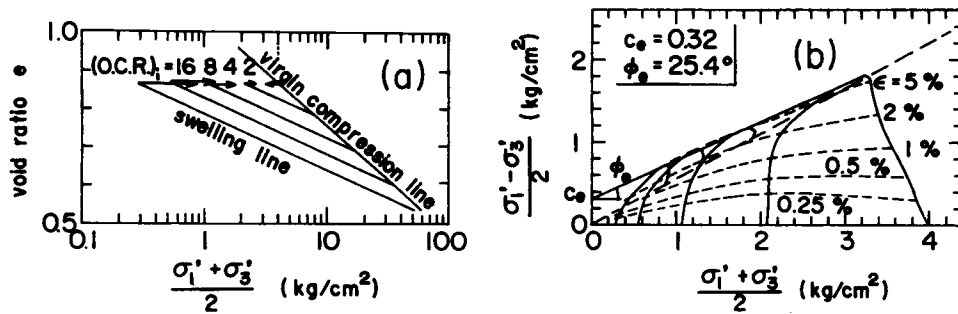 1.0
(O.C.R.)ᵢ=16 8 4 2
(a)
virgin compression line
swelling line
void ratio e
0.5
0.1 1 10 100
σ₁' + σ₃'
2
(kg/cm²)
(b)
cₑ = 0.32
ϕₑ = 25.4°
ϵ = 5 %
2 %
1 %
0.5 %
0.25 %
ϕₑ
cₑ
σ₁' - σ₃'
2
(kg/cm²)
2
1
0
0 1 2 3 4
σ₁' + σ₃'
2
(kg/cm²)